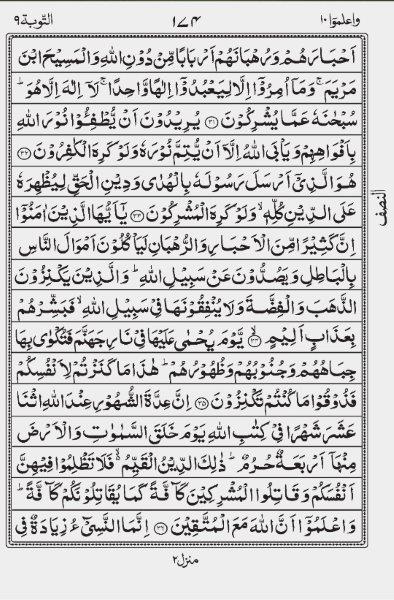 واعلموا ١٠ ١٧٤ التوبة ٩
اَحْبَارَهُمْ وَرُهْبَانَهُمْ اَرْبَابًا مِّنْ دُوْنِ اللّٰهِ وَالْمَسِيْحَ ابْنَ
مَرْيَمَ ۚ وَمَاۤ اُمِرُوْۤا اِلَّا لِيَعْبُدُوْۤا اِلٰهًا وَّاحِدًا ۚ لَاۤ اِلٰهَ اِلَّا هُوَ ؕ
سُبْحٰنَهٗ عَمَّا يُشْرِكُوْنَ ﴿٣١﴾ يُرِيْدُوْنَ اَنْ يُّطْفِـُٔوْا نُوْرَ اللّٰهِ
بِاَفْوَاهِهِمْ وَيَاْبَى اللّٰهُ اِلَّاۤ اَنْ يُّتِمَّ نُوْرَهٗ وَلَوْ كَرِهَ الْكٰفِرُوْنَ ﴿٣٢﴾
هُوَ الَّذِيْۤ اَرْسَلَ رَسُوْلَهٗ بِالْهُدٰى وَدِيْنِ الْحَقِّ لِيُظْهِرَهٗ
عَلَى الدِّيْنِ كُلِّهٖ ۙ وَلَوْ كَرِهَ الْمُشْرِكُوْنَ ﴿٣٣﴾ يٰۤاَيُّهَا الَّذِيْنَ اٰمَنُوْۤا
النصف
اِنَّ كَثِيْرًا مِّنَ الْاَحْبَارِ وَالرُّهْبَانِ لَيَاْكُلُوْنَ اَمْوَالَ النَّاسِ
بِالْبَاطِلِ وَيَصُدُّوْنَ عَنْ سَبِيْلِ اللّٰهِ ؕ وَالَّذِيْنَ يَكْنِزُوْنَ
الذَّهَبَ وَالْفِضَّةَ وَلَا يُنْفِقُوْنَهَا فِيْ سَبِيْلِ اللّٰهِ ۙ فَبَشِّرْهُمْ
بِعَذَابٍ اَلِيْمٍ ﴿٣٤﴾ يَّوْمَ يُحْمٰى عَلَيْهَا فِيْ نَارِ جَهَنَّمَ فَتُكْوٰى بِهَا
جِبَاهُهُمْ وَجُنُوْبُهُمْ وَظُهُوْرُهُمْ ؕ هٰذَا مَا كَنَزْتُمْ لِاَنْفُسِكُمْ
فَذُوْقُوْا مَا كُنْتُمْ تَكْنِزُوْنَ ﴿٣٥﴾ اِنَّ عِدَّةَ الشُّهُوْرِ عِنْدَ اللّٰهِ اثْنَا
عَشَرَ شَهْرًا فِيْ كِتٰبِ اللّٰهِ يَوْمَ خَلَقَ السَّمٰوٰتِ وَالْاَرْضَ
مِنْهَاۤ اَرْبَعَةٌ حُرُمٌ ؕ ذٰلِكَ الدِّيْنُ الْقَيِّمُ ۙ فَلَا تَظْلِمُوْا فِيْهِنَّ
اَنْفُسَكُمْ وَقَاتِلُوا الْمُشْرِكِيْنَ كَآفَّةً كَمَا يُقَاتِلُوْنَكُمْ كَآفَّةً ؕ
وَاعْلَمُوْۤا اَنَّ اللّٰهَ مَعَ الْمُتَّقِيْنَ ﴿٣٦﴾ اِنَّمَا النَّسِيْٓءُ زِيَادَةٌ فِي
منزل ٢